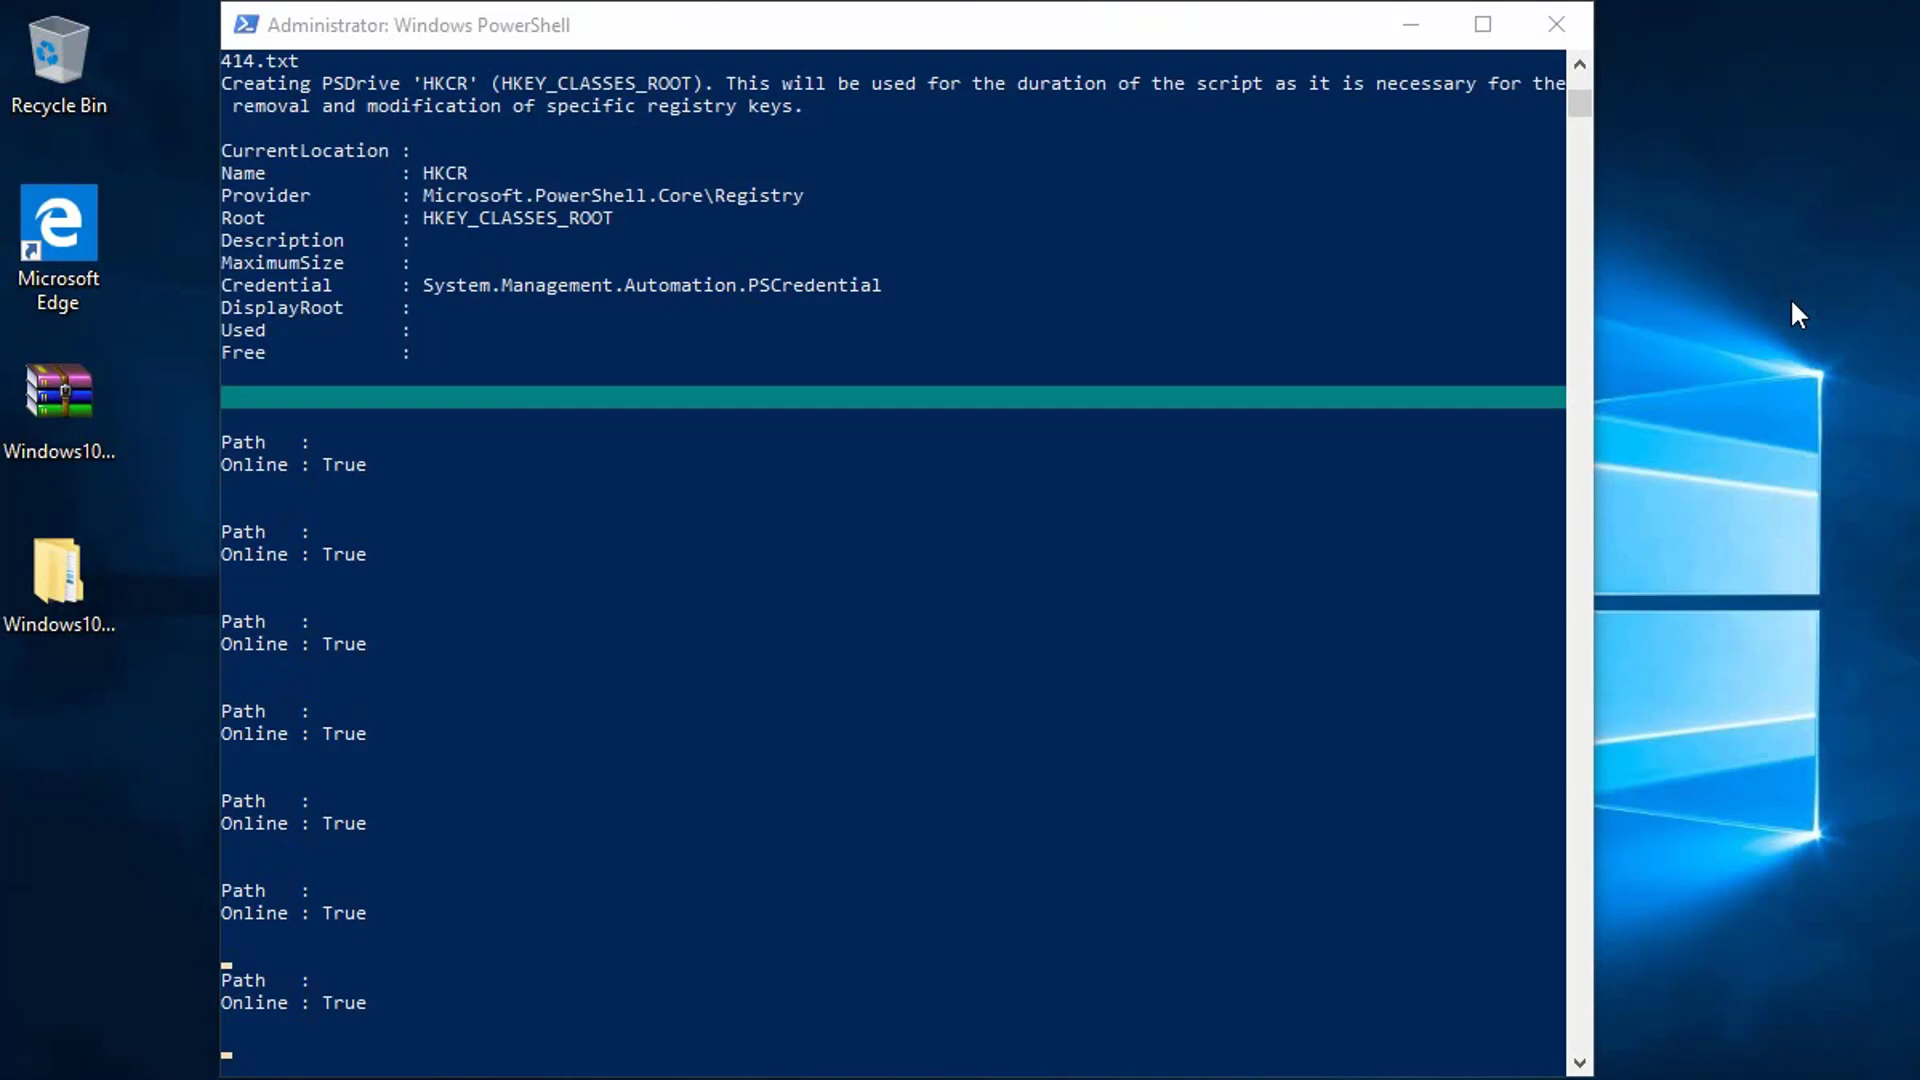 Recycle Bin
Microsoft
Edge
Windows10...
Windows10...
Administrator: Windows PowerShell
414.txt
Creating PSDrive 'HKCR' (HKEY_CLASSES_ROOT). This will be used for the duration of the script as it is necessary for the
removal and modification of specific registry keys.
CurrentLocation :
Name : HKCR
Provider : Microsoft.PowerShell.Core\Registry
Root : HKEY_CLASSES_ROOT
Description :
MaximumSize :
Credential : System.Management.Automation.PSCredential
DisplayRoot :
Used :
Free :
Path :
Online : True
Path :
Online : True
Path :
Online : True
Path :
Online : True
Path :
Online : True
Path :
Online : True
Path :
Online : True